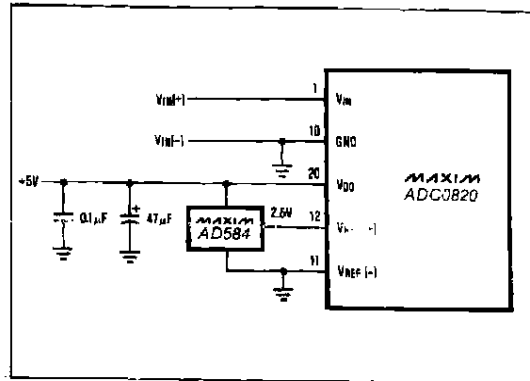 1
VIN(+)
VIN
10
VIN(-)
GND
+5V
20
VDD
MAXIM
ADC0820
0.1µF
47µF
+
MAXIM
AD584
2.5V
12
11
VREF(-)